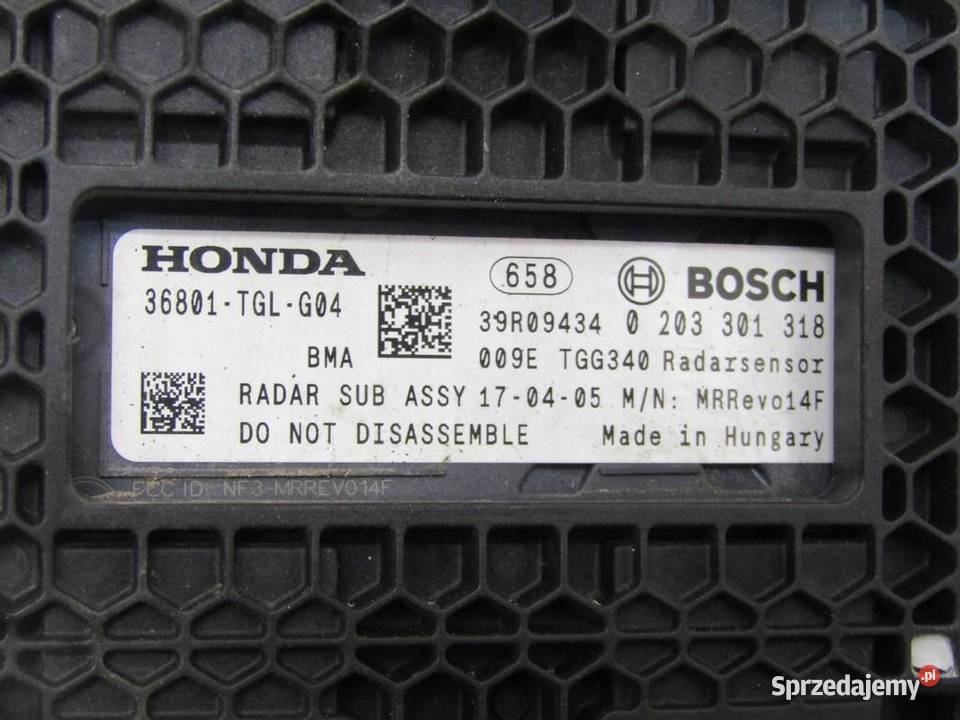 HONDA
658
BOSCH
36801-TGL-G04
39R09434 0 203 301 318
BMA
009E TGG340 Radarsensor
RADAR SUB ASSY 17-04-05 M/N: MRRevo14F
DO NOT DISASSEMBLE
Made in Hungary
FCC ID: NF3-MRREVO14F
Sprzedajemy.pl